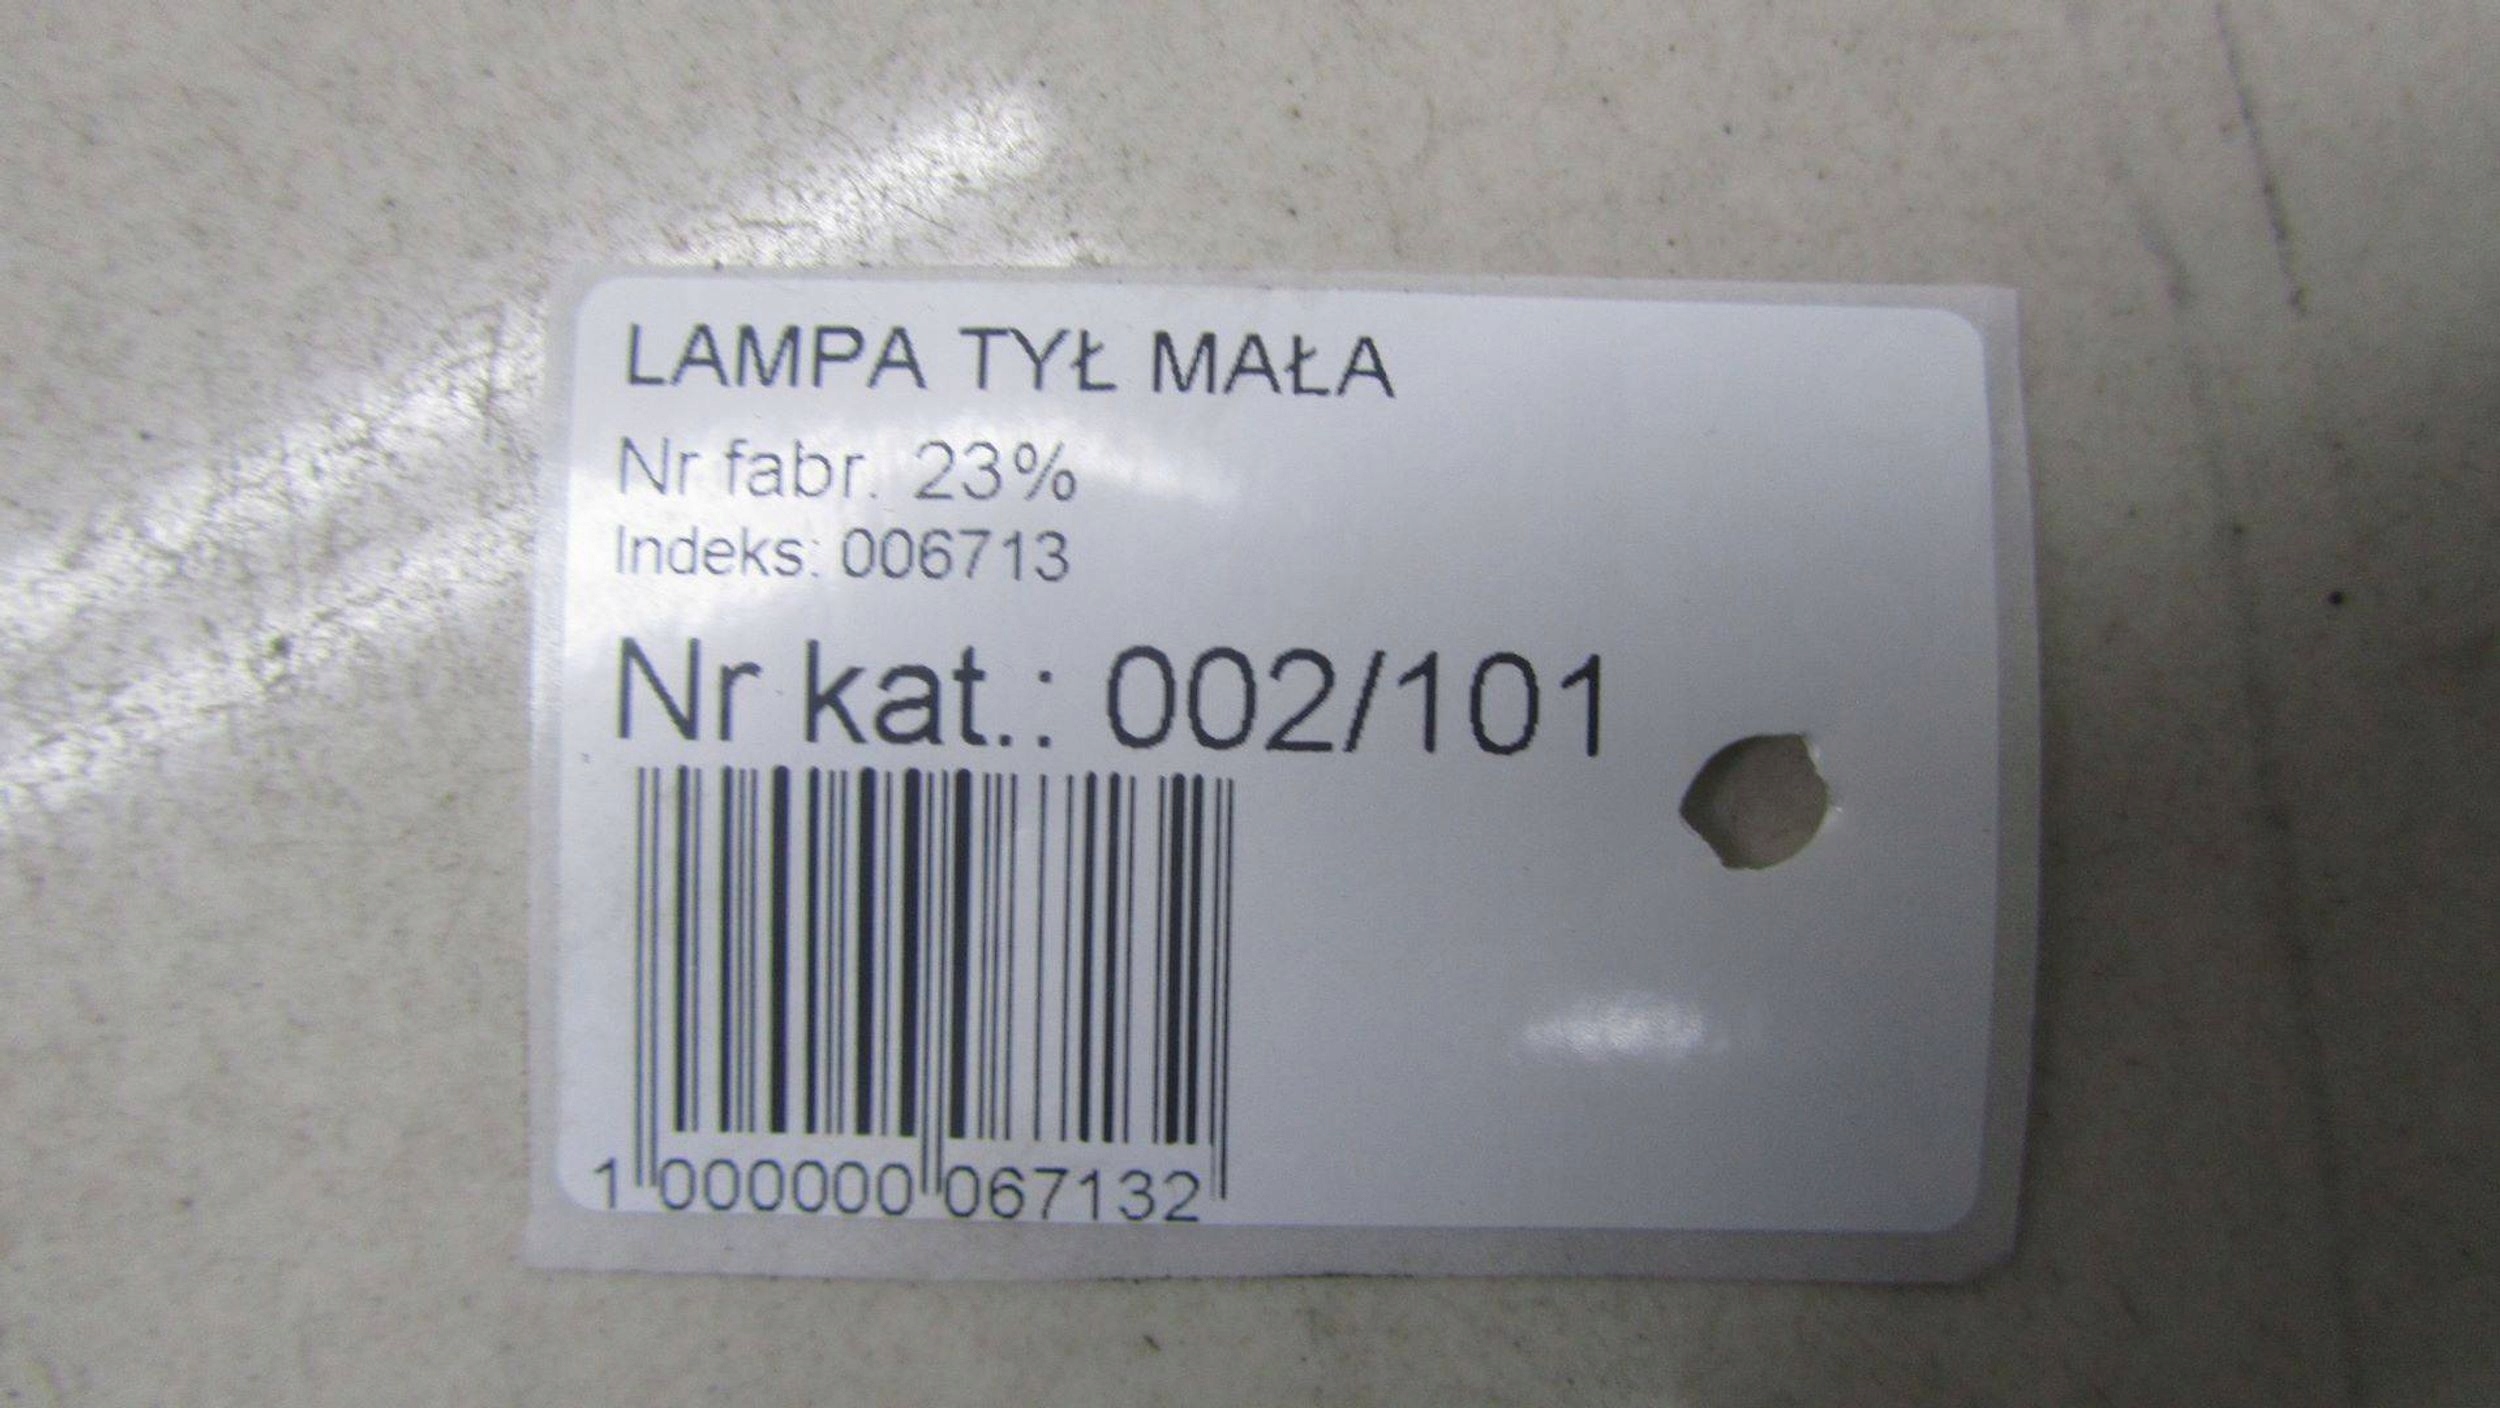 LAMPA TYŁ MAŁA
Nr fabr. 23%
Indeks: 006713
Nr kat.: 002/101
1 000000 067132